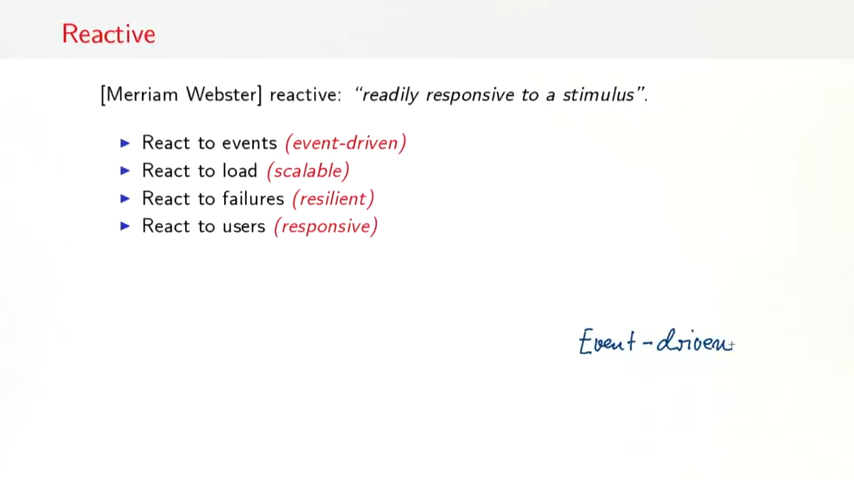 Reactive
[Merriam Webster] reactive: “readily responsive to a stimulus”.
▶ React to events (event-driven)
▶ React to load (scalable)
▶ React to failures (resilient)
▶ React to users (responsive)
Event-driven